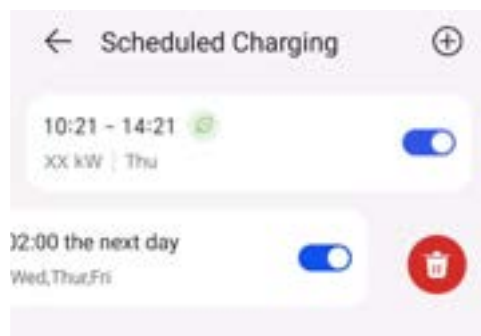 Scheduled Charging
10:21 - 14:21
XX kW | Thu
02:00 the next day
Wed,Thur,Fri